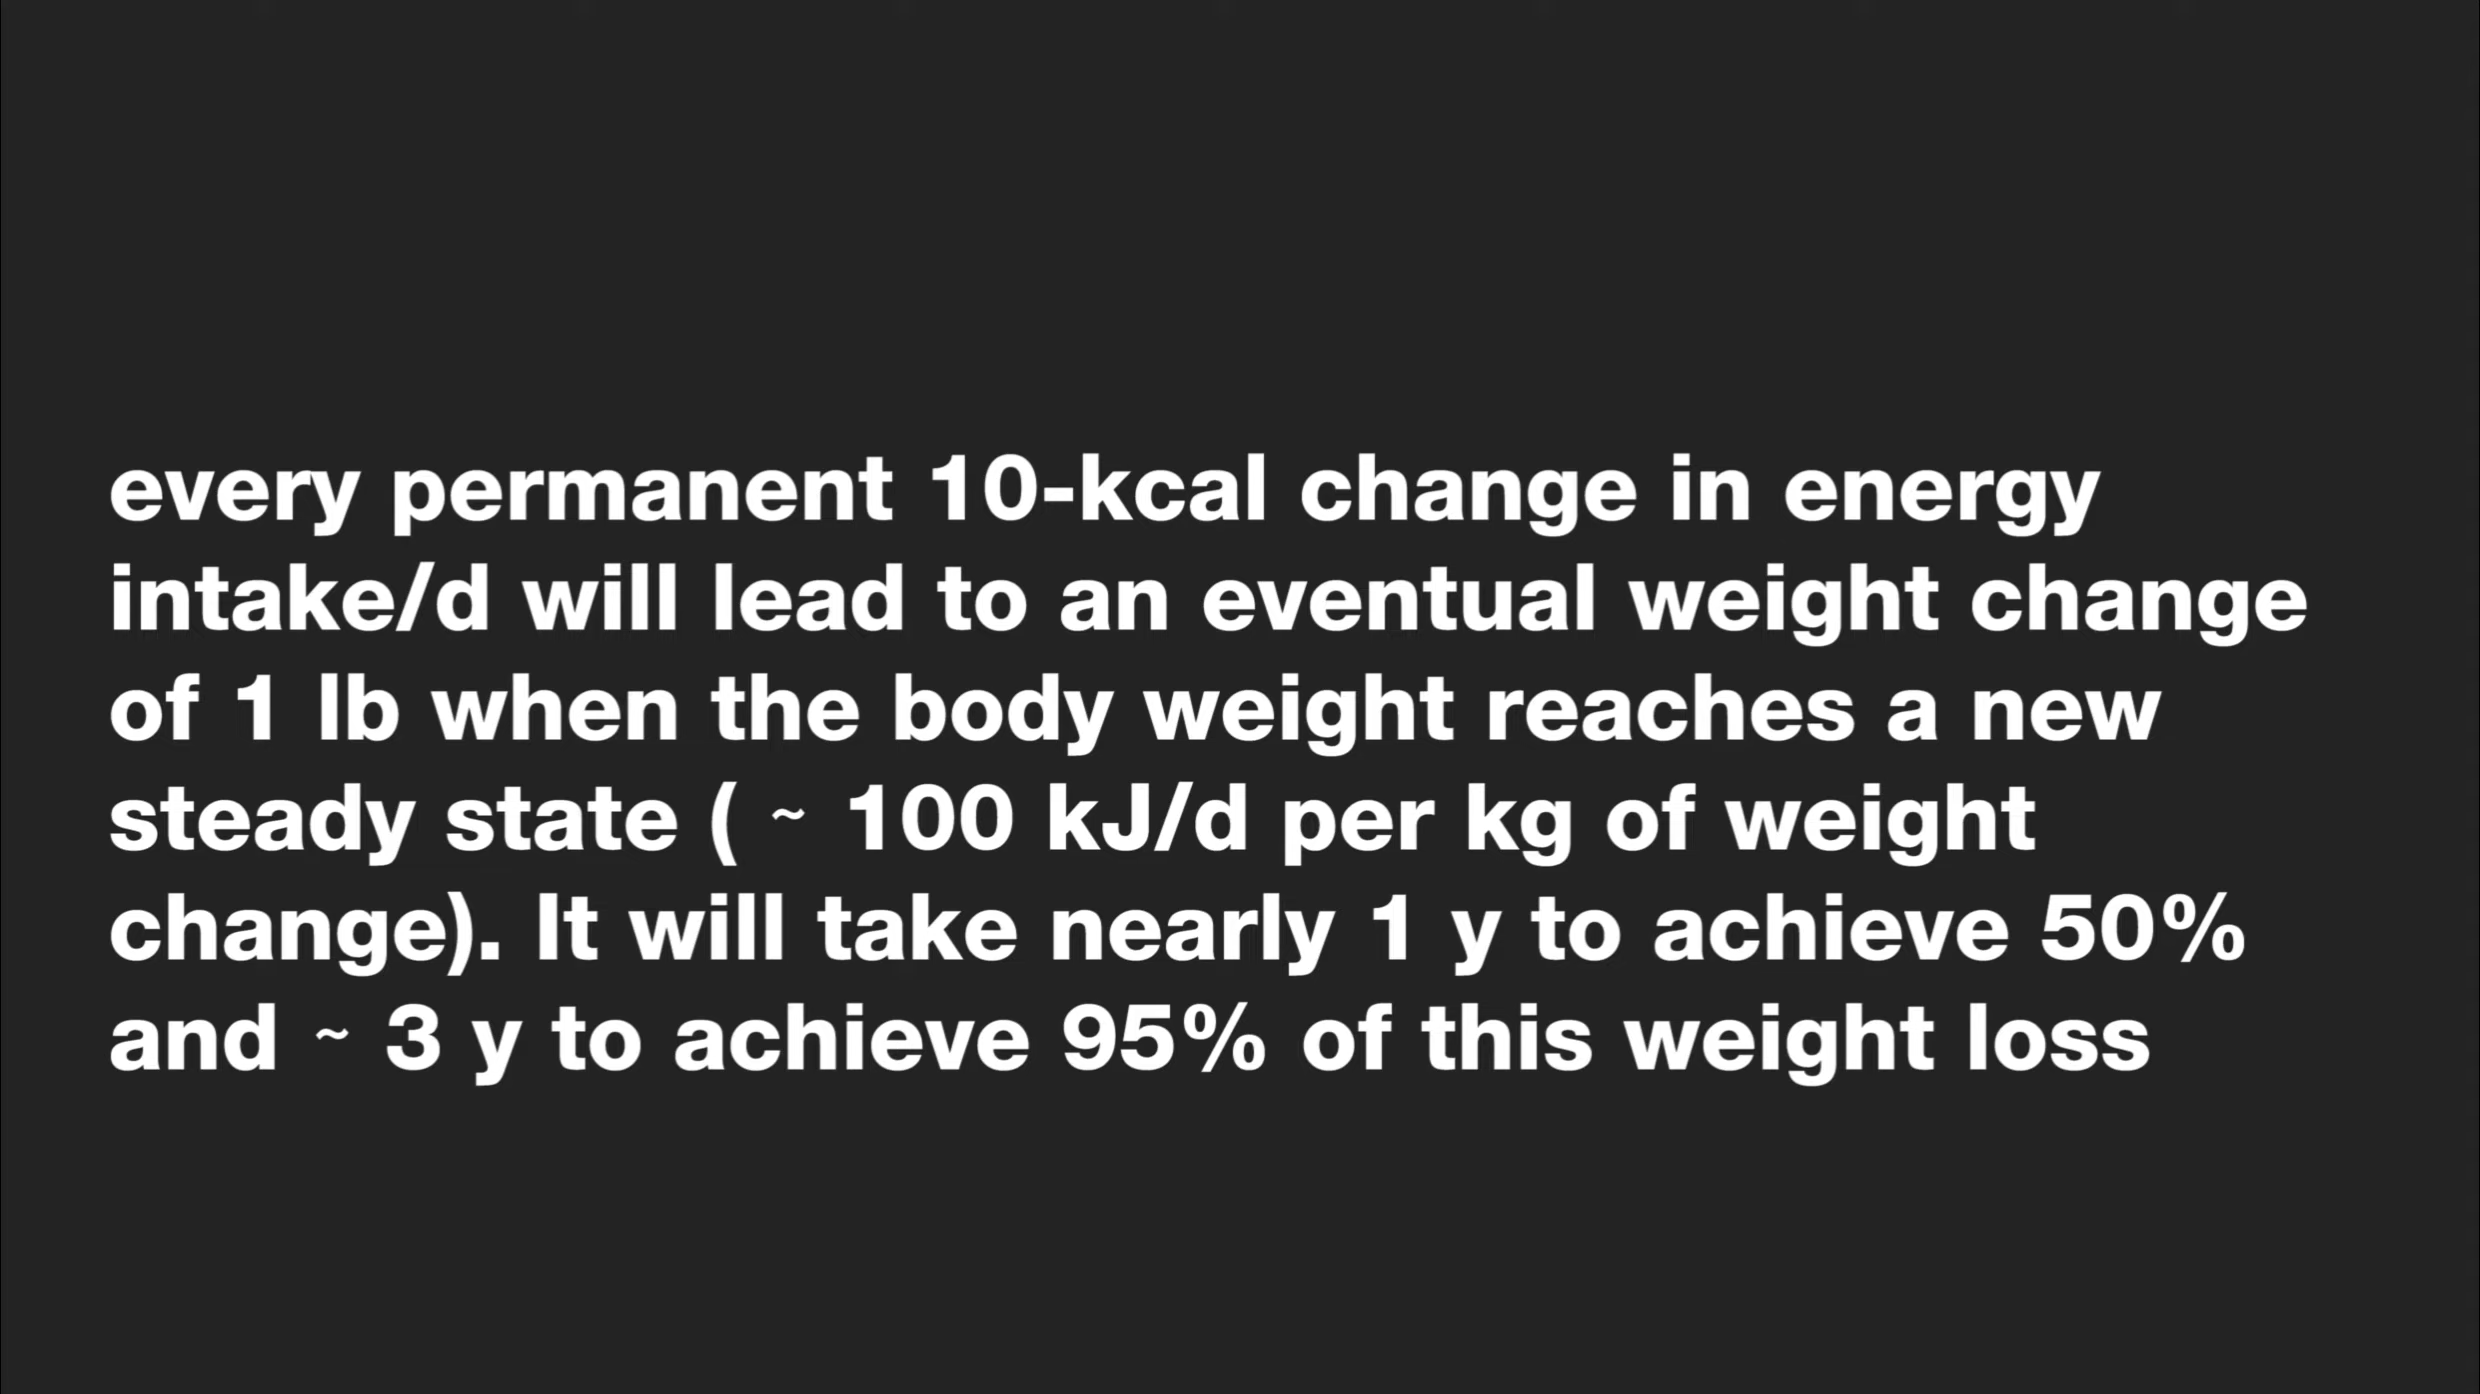 every permanent 10-kcal change in energy
intake/d will lead to an eventual weight change
of 1 lb when the body weight reaches a new
steady state ( ~ 100 kJ/d per kg of weight
change). It will take nearly 1 y to achieve 50%
and ~ 3 y to achieve 95% of this weight loss